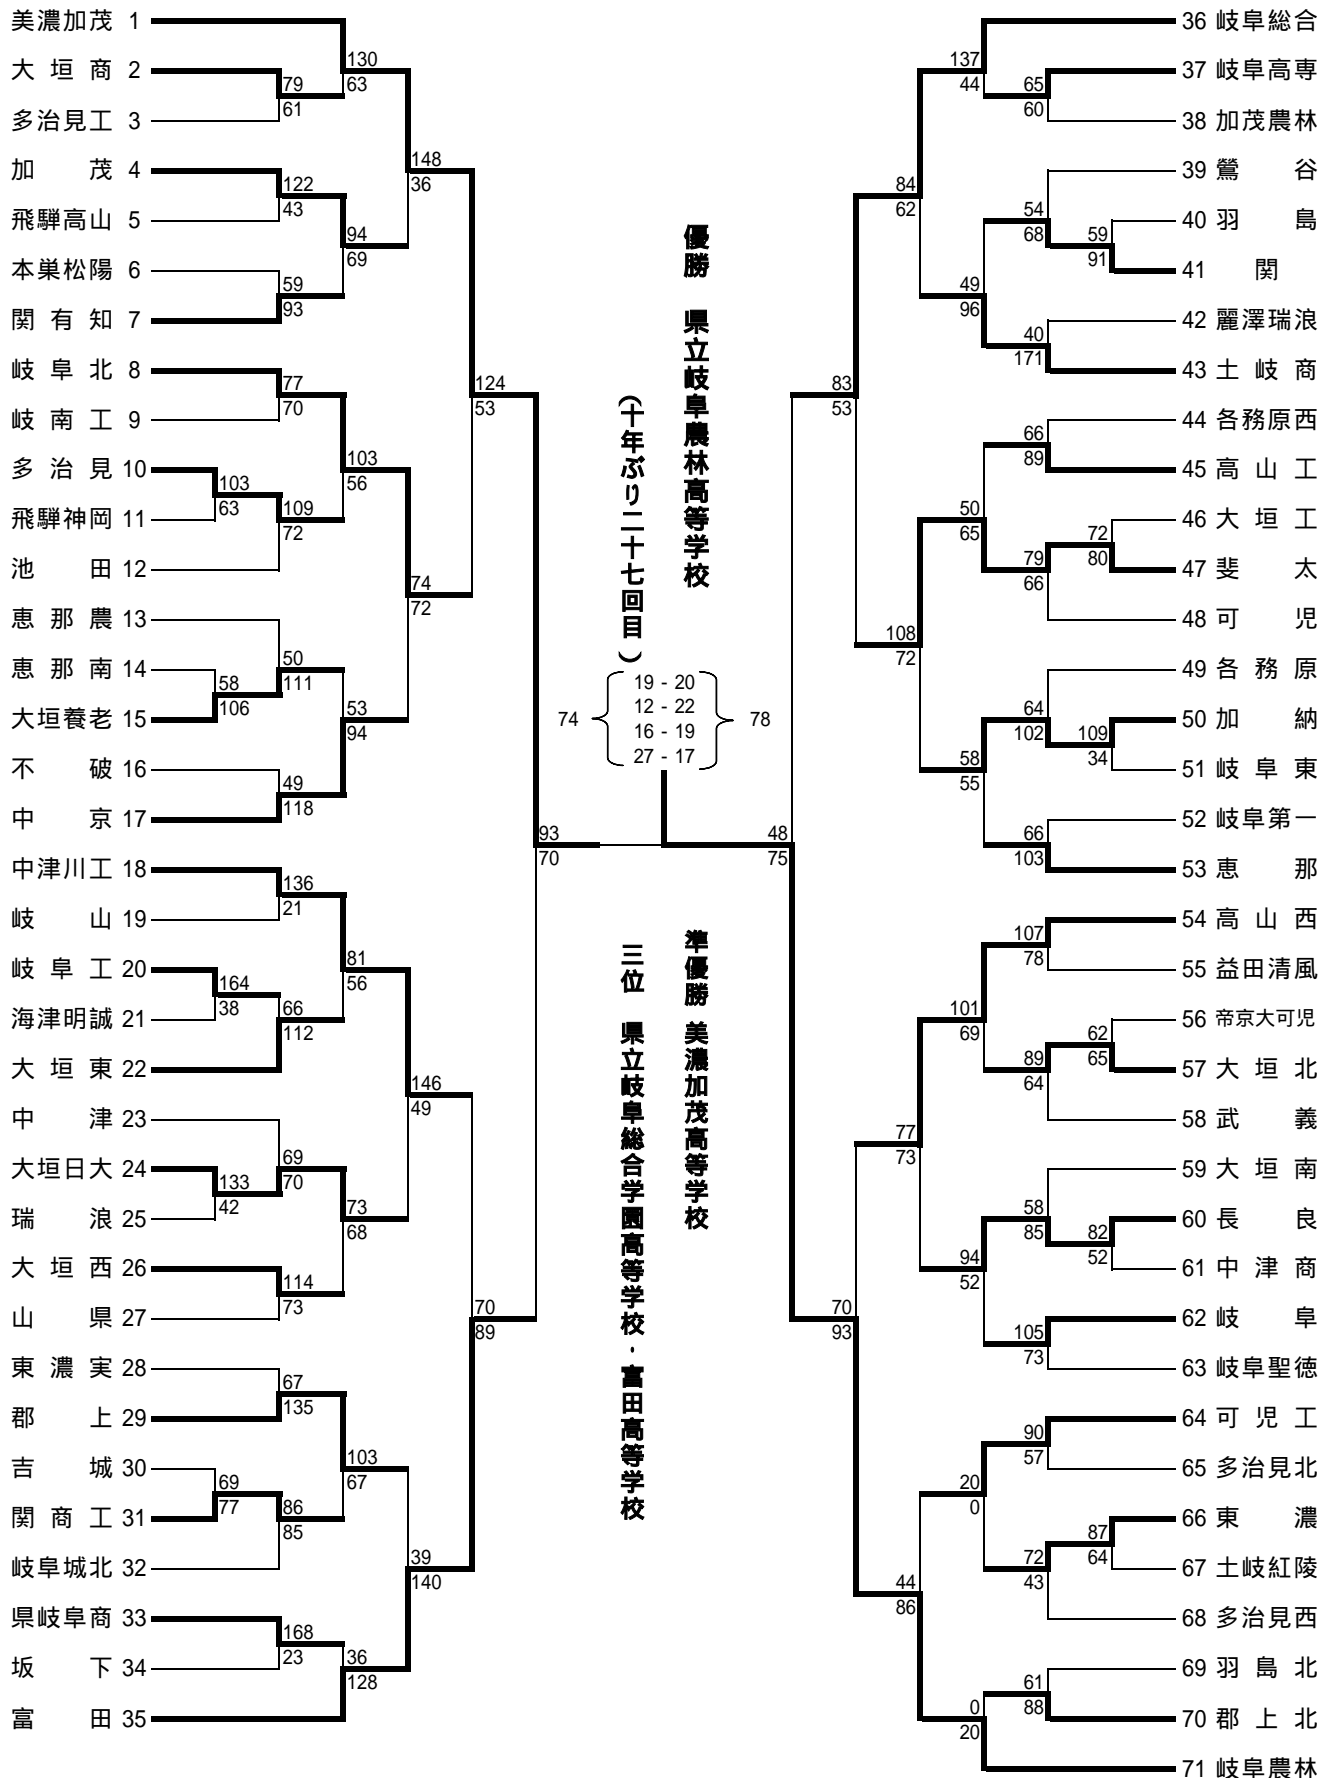 美濃加茂 1
大垣商 2
多治見工 3
加茂 4
飛騨高山 5
本巣松陽 6
関有知 7
岐阜北 8
岐南工 9
多治見 10
飛騨神岡 11
池田 12
恵那農 13
恵那南 14
大垣養老 15
不破 16
中京 17
中津川工 18
岐山 19
岐阜工 20
海津明誠 21
大垣東 22
中津 23
大垣日大 24
瑞浪 25
大垣西 26
山県 27
東濃実 28
郡上 29
吉城 30
関商工 31
岐阜城北 32
県岐阜商 33
坂下 34
富田 35
103
63
164
38
133
42
69
77
79
61
122
43
59
93
77
70
109
72
58
106
50
111
49
118
136
21
66
112
69
70
114
73
67
135
86
85
168
23
130
63
94
69
103
56
53
94
81
56
73
68
103
67
36
128
148
36
74
72
146
49
39
140
124
53
70
89
93
70
優勝 県立岐阜農林高等学校
(十年ぶり二十七回目)
74
19 - 20
12 - 22
16 - 19
27 - 17
78
準優勝 美濃加茂高等学校
三位 県立岐阜総合学園高等学校・富田高等学校
48
75
83
53
70
93
84
62
108
72
77
73
44
86
137
44
49
96
50
65
58
55
101
69
94
52
20
0
0
20
65
60
54
68
40
171
66
89
79
66
64
102
66
103
107
78
89
64
58
85
105
73
90
57
72
43
61
88
59
91
72
80
109
34
62
65
82
52
87
64
36 岐阜総合
37 岐阜高専
38 加茂農林
39 鶯谷
40 羽島
41 関
42 麗澤瑞浪
43 土岐商
44 各務原西
45 高山工
46 大垣工
47 斐太
48 可児
49 各務原
50 加納
51 岐阜東
52 岐阜第一
53 恵那
54 高山西
55 益田清風
56 帝京大可児
57 大垣北
58 武義
59 大垣南
60 長良
61 中津商
62 岐阜
63 岐阜聖徳
64 可児工
65 多治見北
66 東濃
67 土岐紅陵
68 多治見西
69 羽島北
70 郡上北
71 岐阜農林